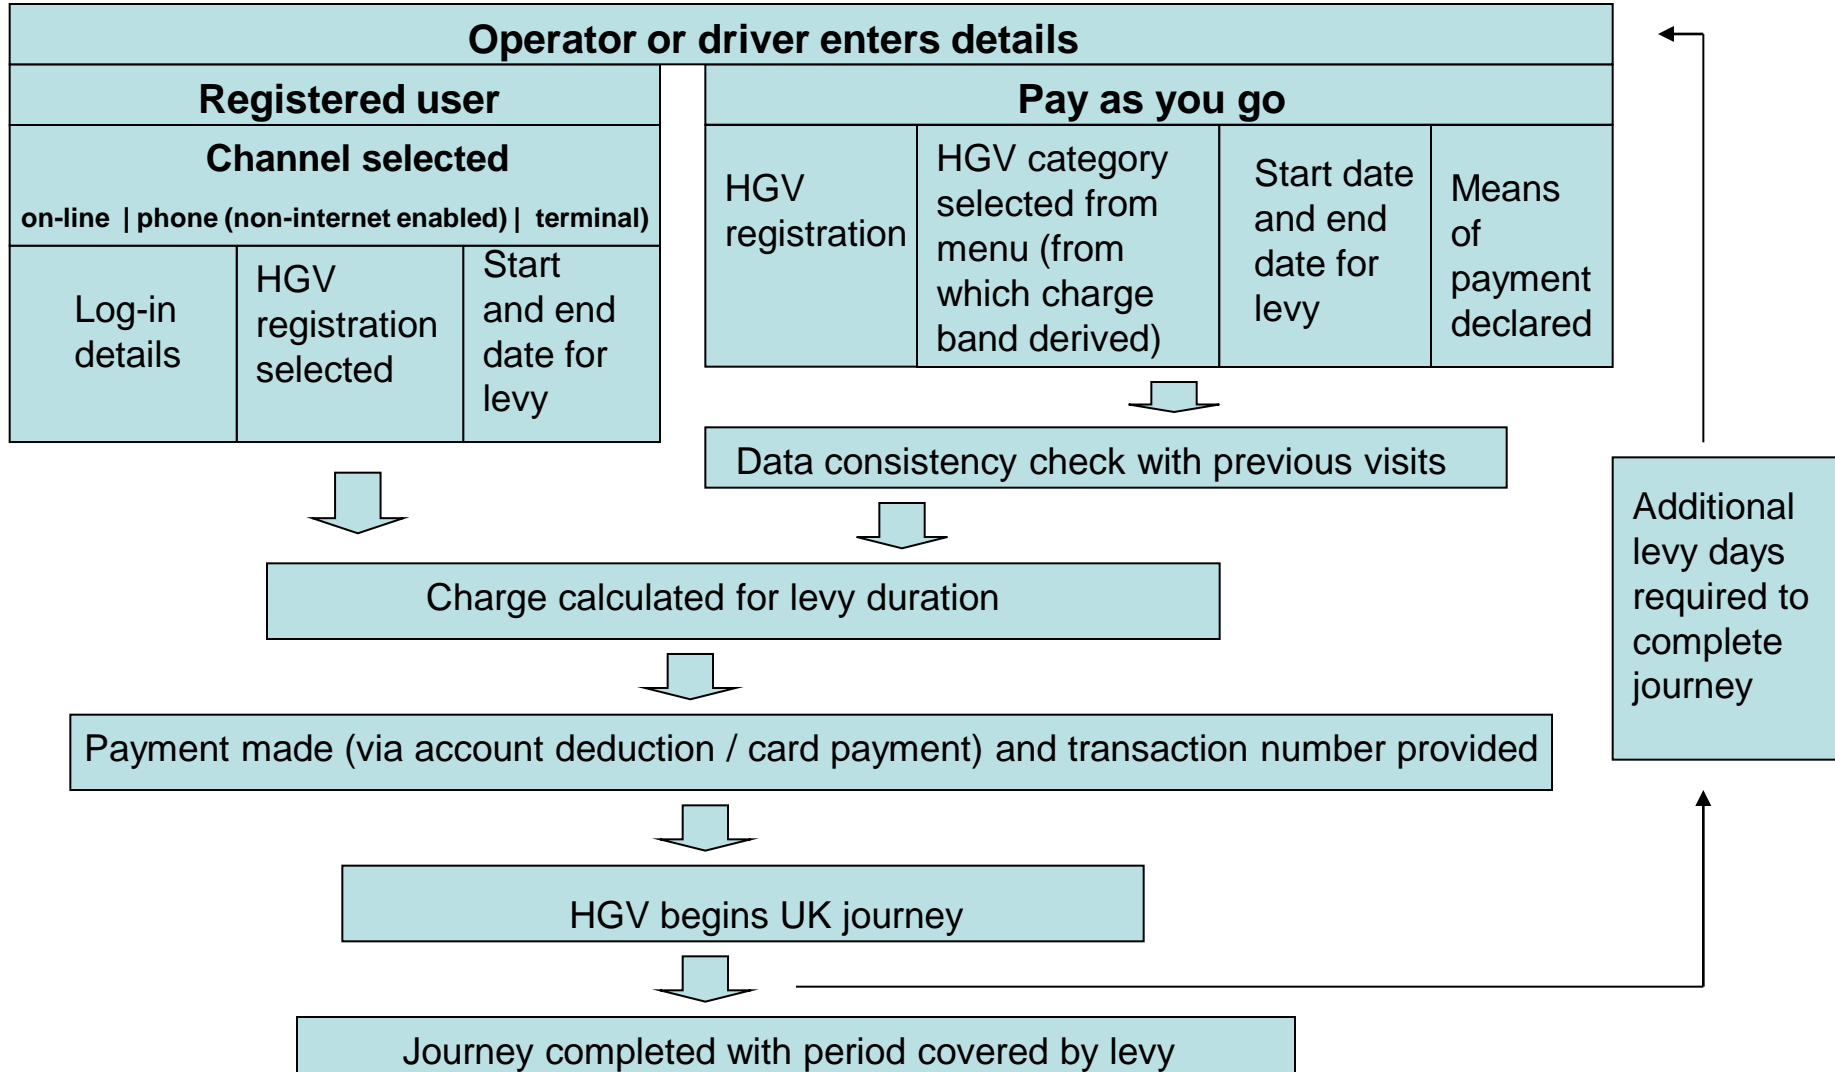 Operator or driver enters details
Registered user
Channel selected
on-line | phone (non-internet enabled) | terminal)
Log-in
details
HGV
registration
selected
Start
and end
date for
levy
Pay as you go
HGV
registration
HGV category
selected from
menu (from
which charge
band derived)
Start date
and end
date for
levy
Means
of
payment
declared
Data consistency check with previous visits
Charge calculated for levy duration
Payment made (via account deduction / card payment) and transaction number provided
HGV begins UK journey
Journey completed with period covered by levy
Additional
levy days
required to
complete
journey